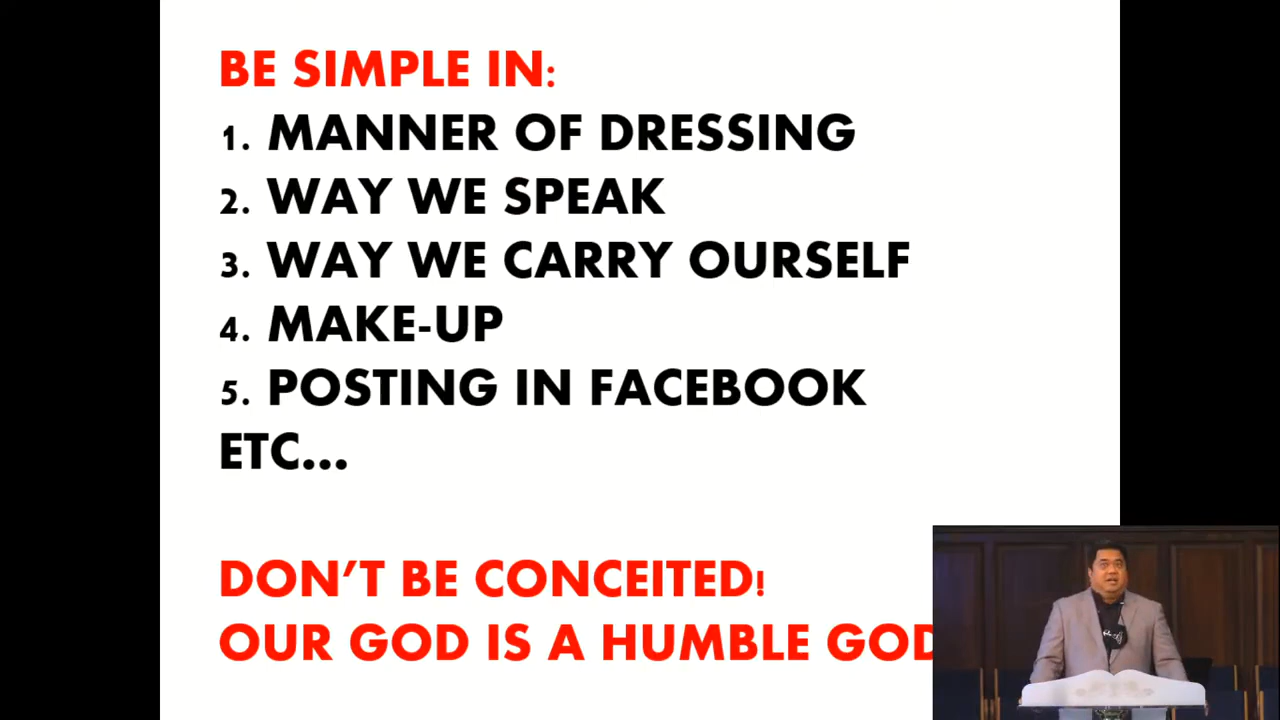 BE SIMPLE IN:
1. MANNER OF DRESSING
2. WAY WE SPEAK
3. WAY WE CARRY OURSELF
4. MAKE-UP
5. POSTING IN FACEBOOK
ETC...
DON'T BE CONCEITED!
OUR GOD IS A HUMBLE GOD